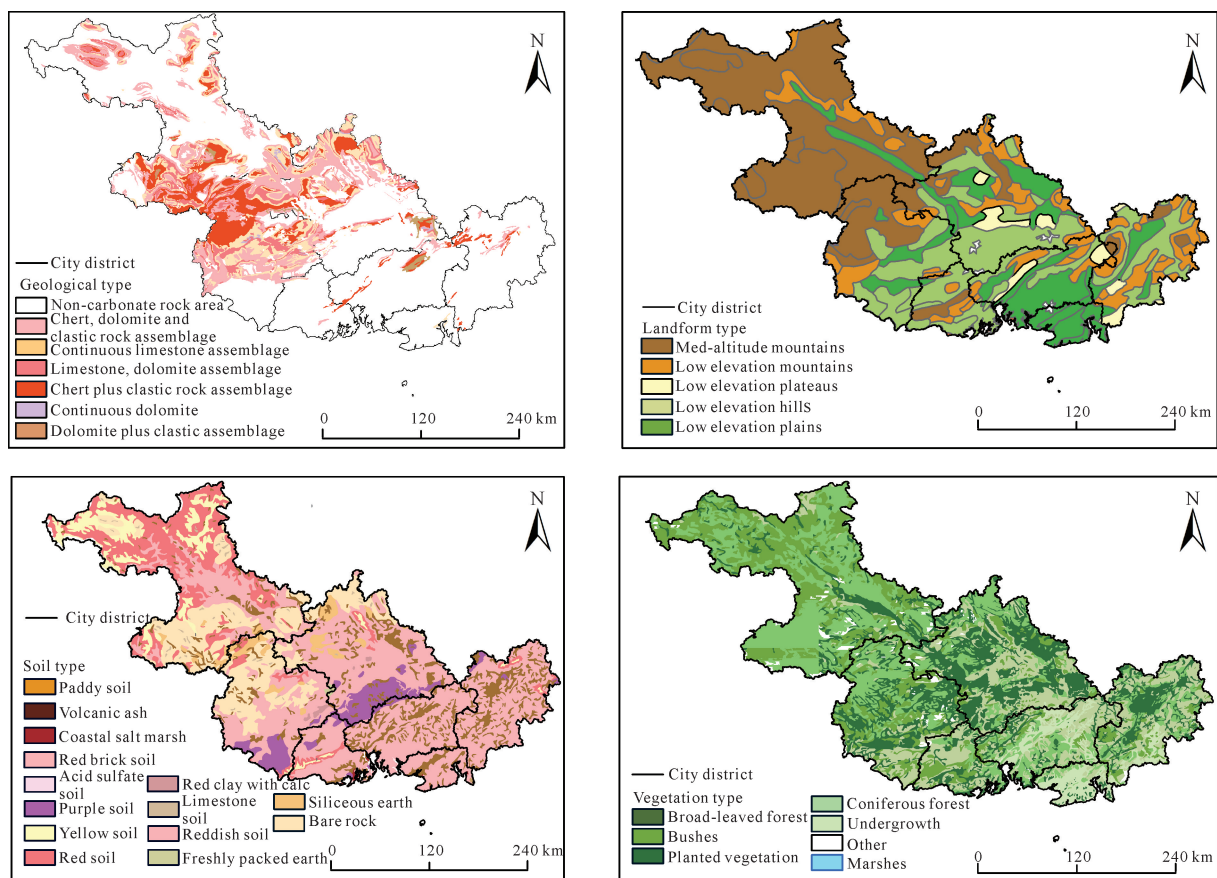 N
City district
Geological type
Non-carbonate rock area
Chert, dolomite and
clastic rock assemblage
Continuous limestone assemblage
Limestone, dolomite assemblage
Chert plus clastic rock assemblage
Continuous dolomite
Dolomite plus clastic assemblage
0 120 240 km
N
City district
Landform type
Med-altitude mountains
Low elevation mountains
Low elevation plateaus
Low elevation hills
Low elevation plains
0 120 240 km
N
City district
Soil type
Paddy soil
Volcanic ash
Coastal salt marsh
Red brick soil
Acid sulfate
soil
Purple soil
Yellow soil
Red soil
Red clay with calc
Limestone
soil
Reddish soil
Freshly packed earth
Siliceous earth
Bare rock
0 120 240 km
N
City district
Vegetation type
Broad-leaved forest
Bushes
Planted vegetation
Coniferous forest
Undergrowth
Other
Marshes
0 120 240 km